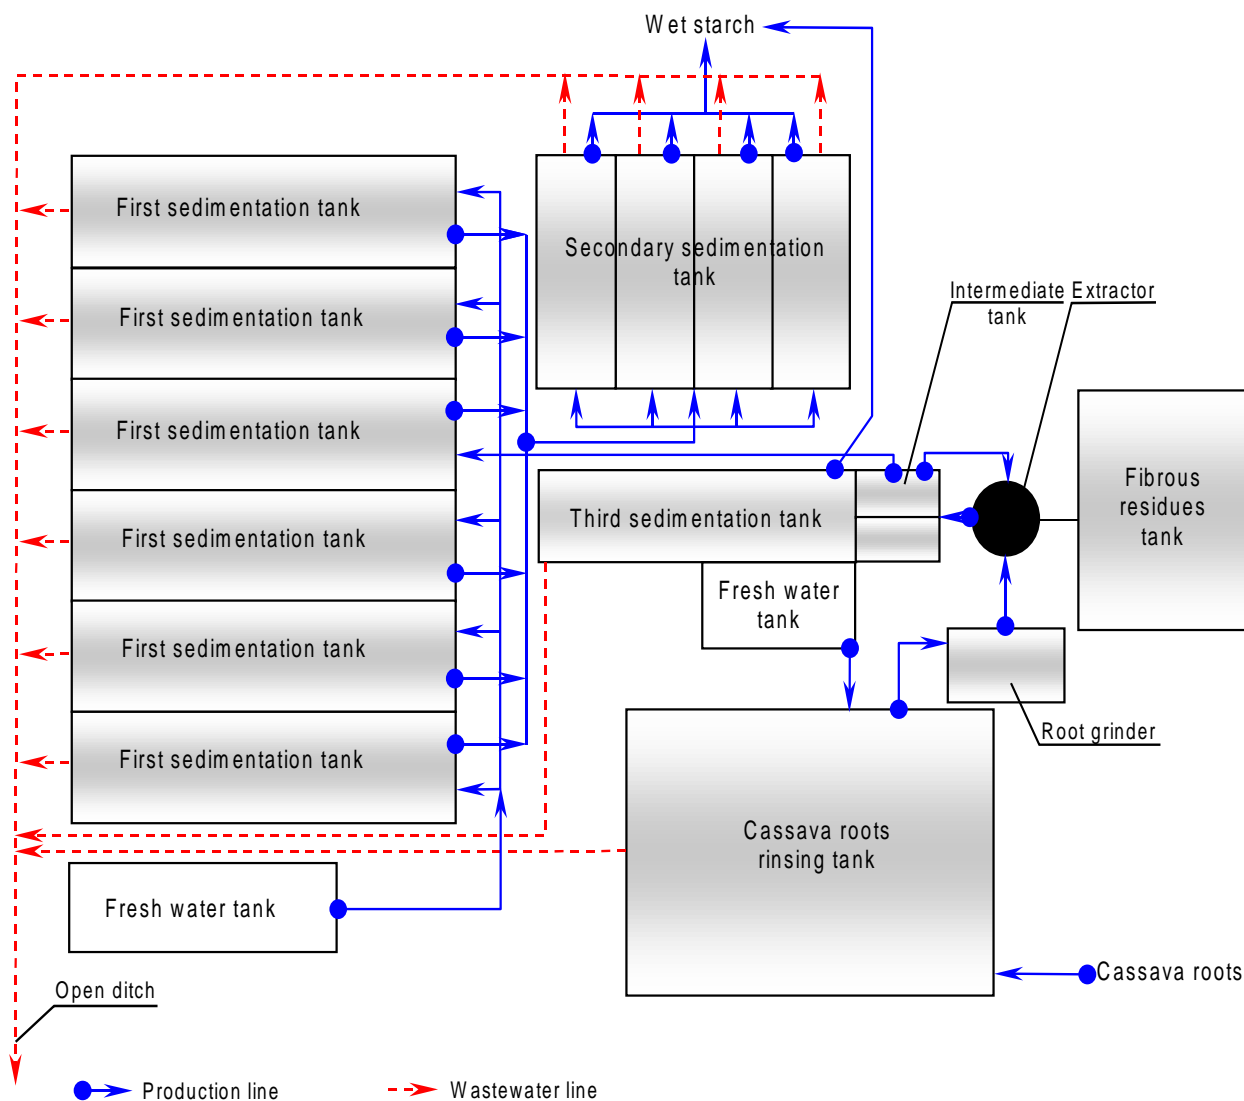 Wet starch
First sedimentation tank
Secondary sedimentation
tank
First sedimentation tank
Intermediate Extractor
tank
First sedimentation tank
Third sedimentation tank
Fibrous
residues
tank
First sedimentation tank
Fresh water
tank
First sedimentation tank
Root grinder
First sedimentation tank
Cassava roots
rinsing tank
Fresh water tank
Cassava roots
Open ditch
Production line
Wastewater line